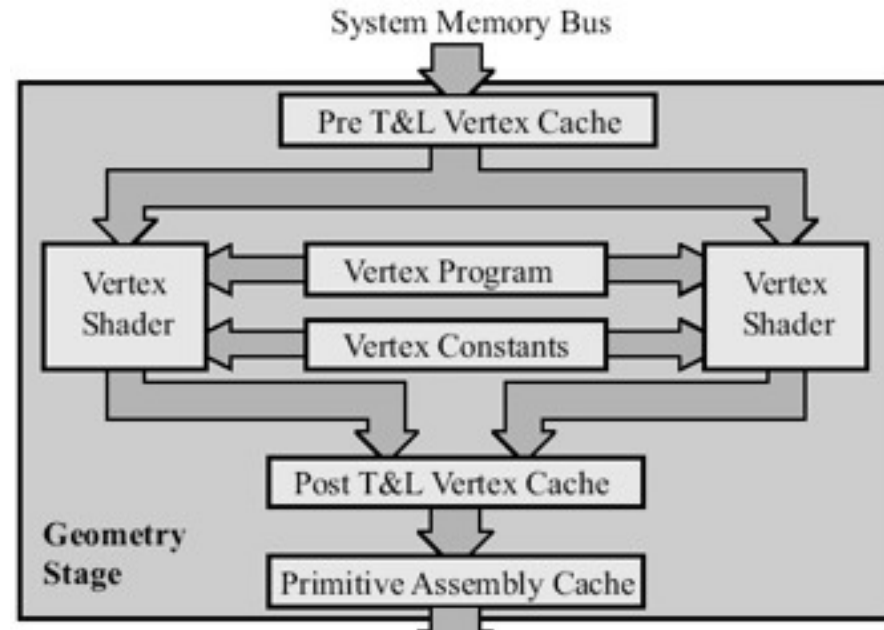 System Memory Bus
Pre T&L Vertex Cache
Vertex
Shader
Vertex Program
Vertex Constants
Vertex
Shader
Post T&L Vertex Cache
Geometry
Stage
Primitive Assembly Cache